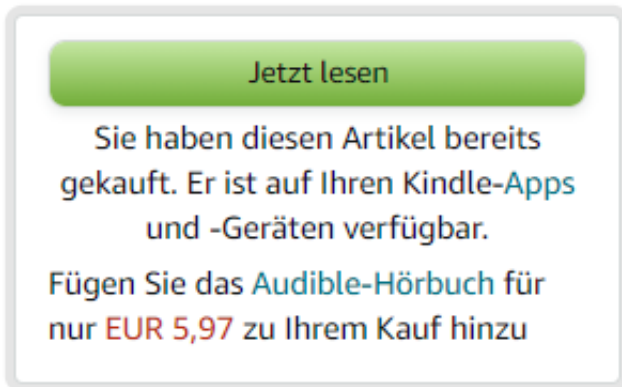 Jetzt lesen
Sie haben diesen Artikel bereits
gekauft. Er ist auf Ihren Kindle-Apps
und -Geräten verfügbar.
Fügen Sie das Audible-Hörbuch für
nur EUR 5,97 zu Ihrem Kauf hinzu